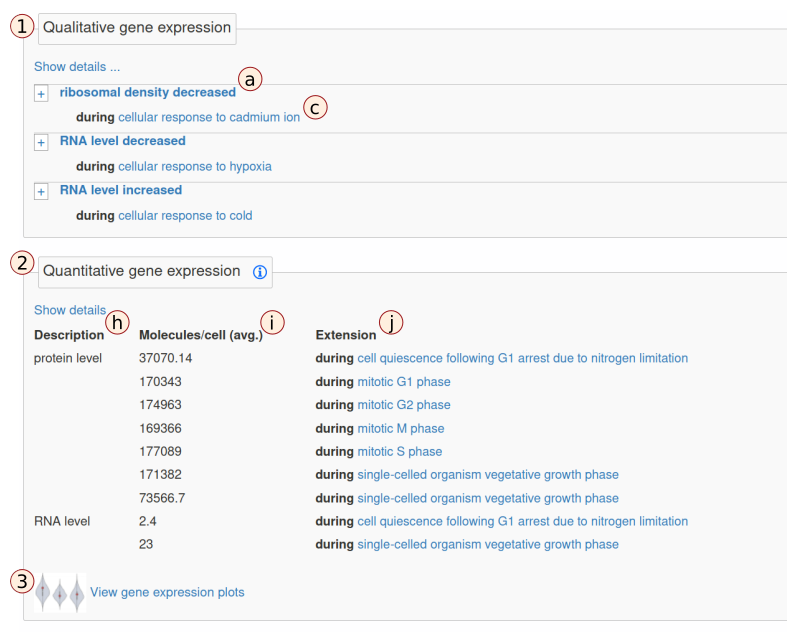 1 Qualitative gene expression
Show details ...
a
+ ribosomal density decreased
during cellular response to cadmium ion c
+ RNA level decreased
during cellular response to hypoxia
+ RNA level increased
during cellular response to cold
2 Quantitative gene expression i
Show details
h i j
Description Molecules/cell (avg.) Extension
protein level 37070.14 during cell quiescence following G1 arrest due to nitrogen limitation
170343 during mitotic G1 phase
174963 during mitotic G2 phase
169366 during mitotic M phase
177089 during mitotic S phase
171382 during single-celled organism vegetative growth phase
73566.7 during single-celled organism vegetative growth phase
RNA level 2.4 during cell quiescence following G1 arrest due to nitrogen limitation
23 during single-celled organism vegetative growth phase
3 View gene expression plots